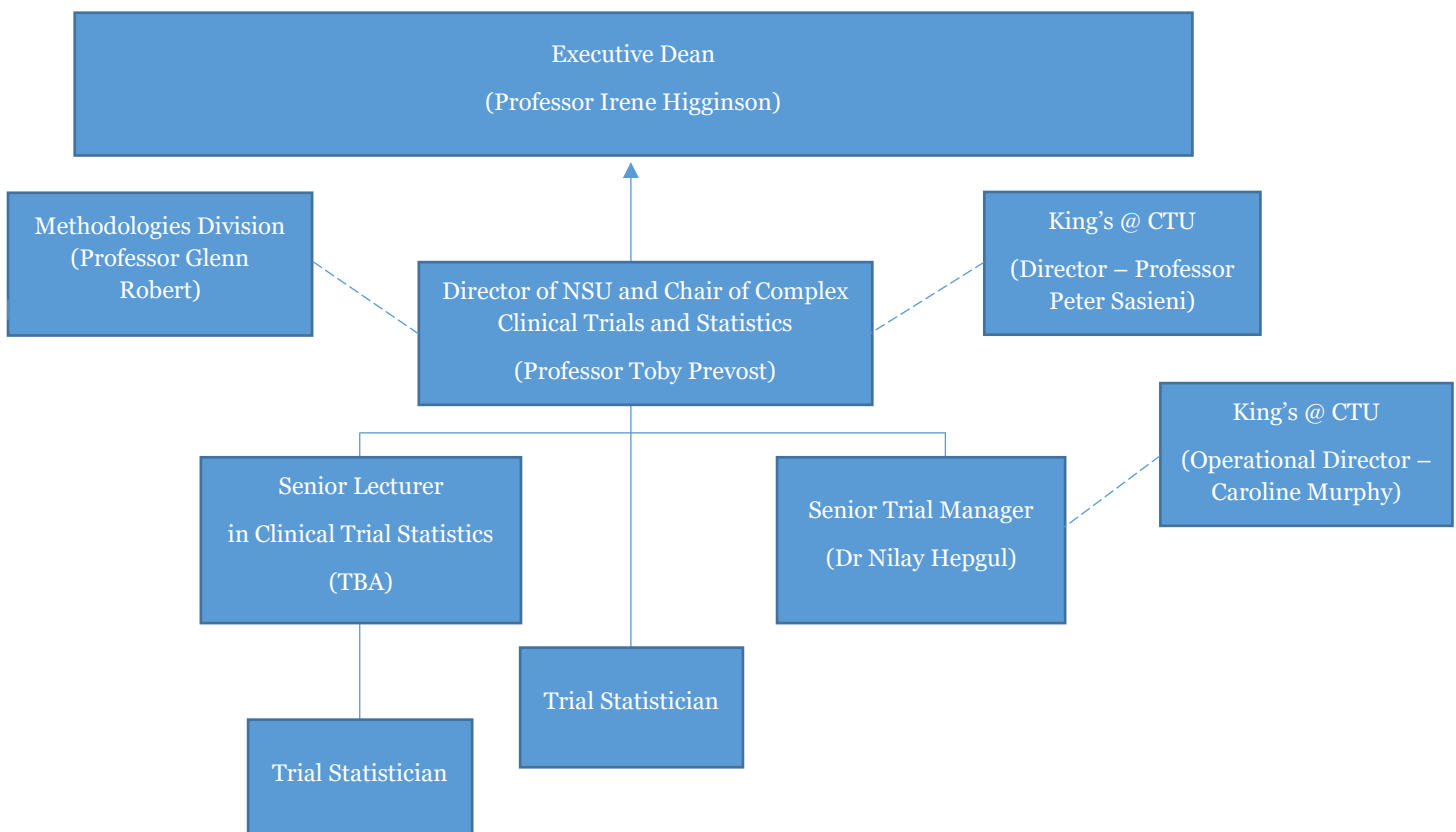 Executive Dean
(Professor Irene Higginson)
Methodologies Division
(Professor Glenn
Robert)
Director of NSU and Chair of Complex
Clinical Trials and Statistics
(Professor Toby Prevost)
King’s @ CTU
(Director – Professor
Peter Sasieni)
King’s @ CTU
(Operational Director –
Caroline Murphy)
Senior Lecturer
in Clinical Trial Statistics
(TBA)
Senior Trial Manager
(Dr Nilay Hepgul)
Trial Statistician
Trial Statistician